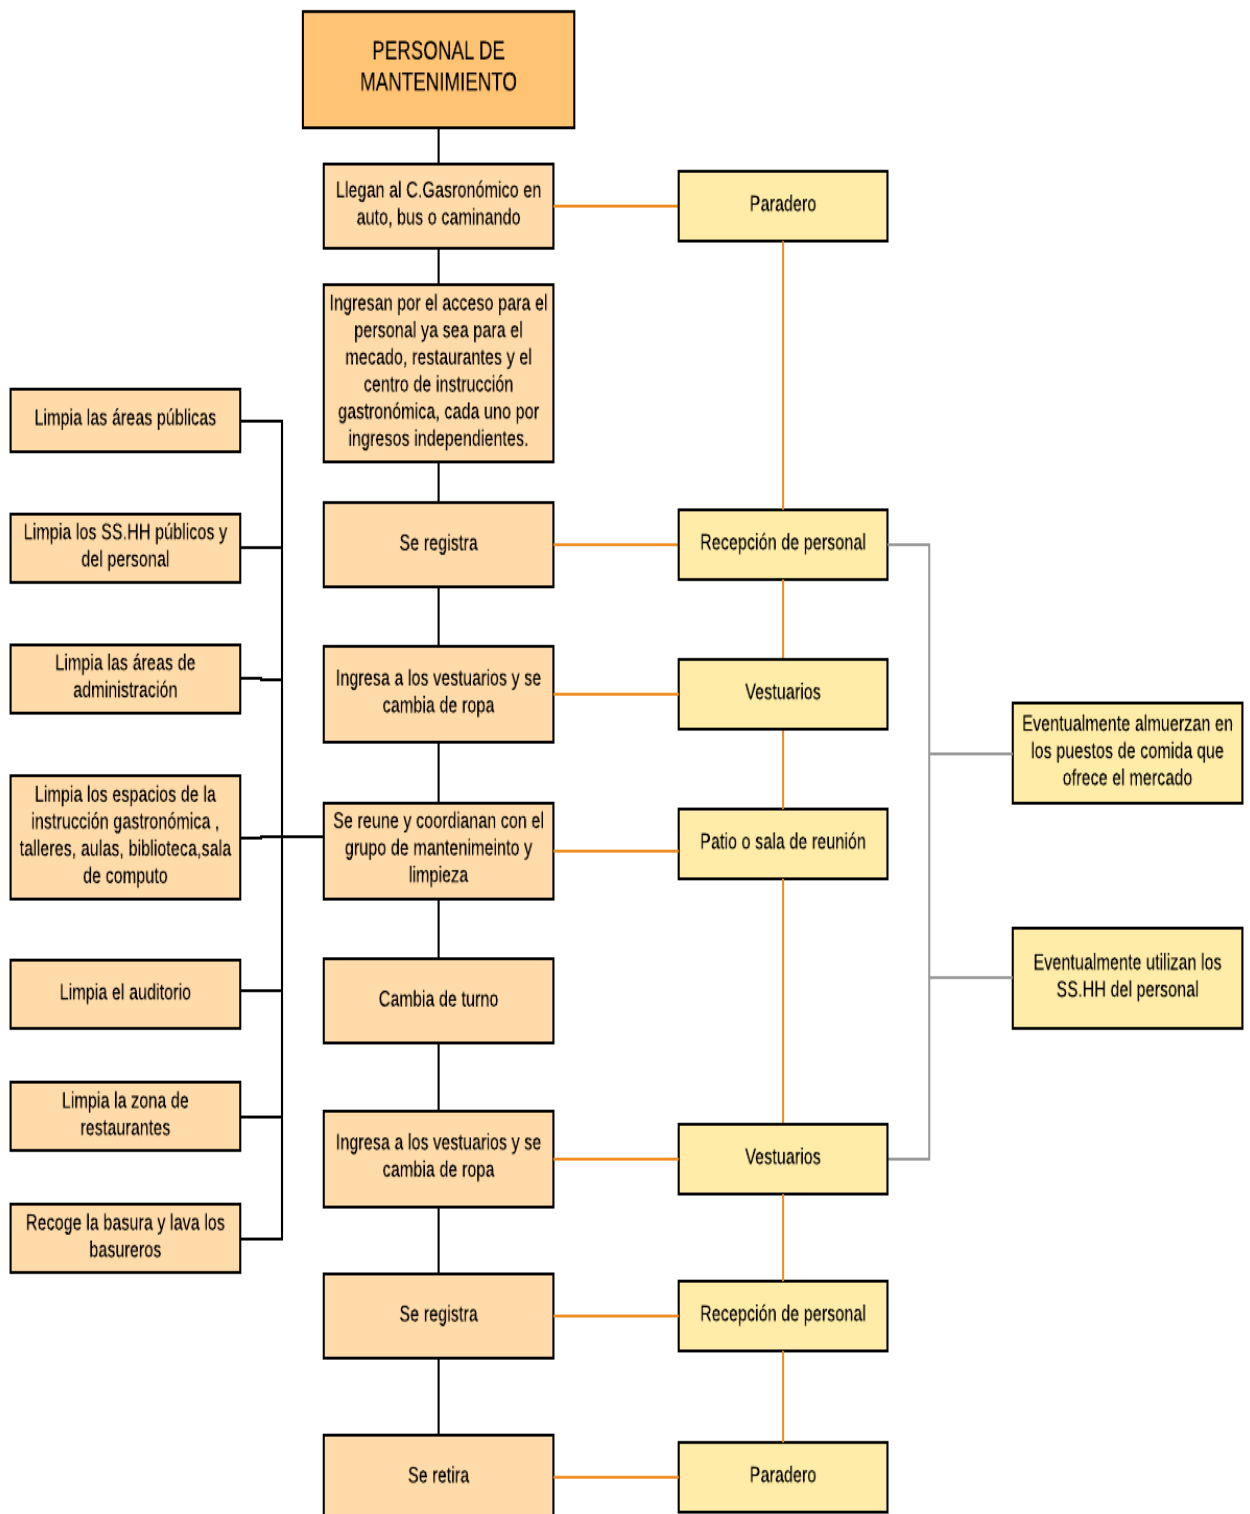 PERSONAL DE
MANTENIMIENTO
Llegan al C.Gasronómico en
auto, bus o caminando
Paradero
Ingresan por el acceso para el
personal ya sea para el
mecado, restaurantes y el
centro de instrucción
gastronómica, cada uno por
ingresos independientes.
Limpia las áreas públicas
Se registra
Recepción de personal
Limpia los SS.HH públicos y
del personal
Limpia las áreas de
administración
Ingresa a los vestuarios y se
cambia de ropa
Vestuarios
Eventualmente almuerzan en
los puestos de comida que
ofrece el mercado
Limpia los espacios de la
instrucción gastronómica ,
talleres, aulas, biblioteca,sala
de computo
Se reune y coordianan con el
grupo de mantenimeinto y
limpieza
Patio o sala de reunión
Limpia el auditorio
Cambia de turno
Eventualmente utilizan los
SS.HH del personal
Limpia la zona de
restaurantes
Ingresa a los vestuarios y se
cambia de ropa
Vestuarios
Recoge la basura y lava los
basureros
Se registra
Recepción de personal
Se retira
Paradero